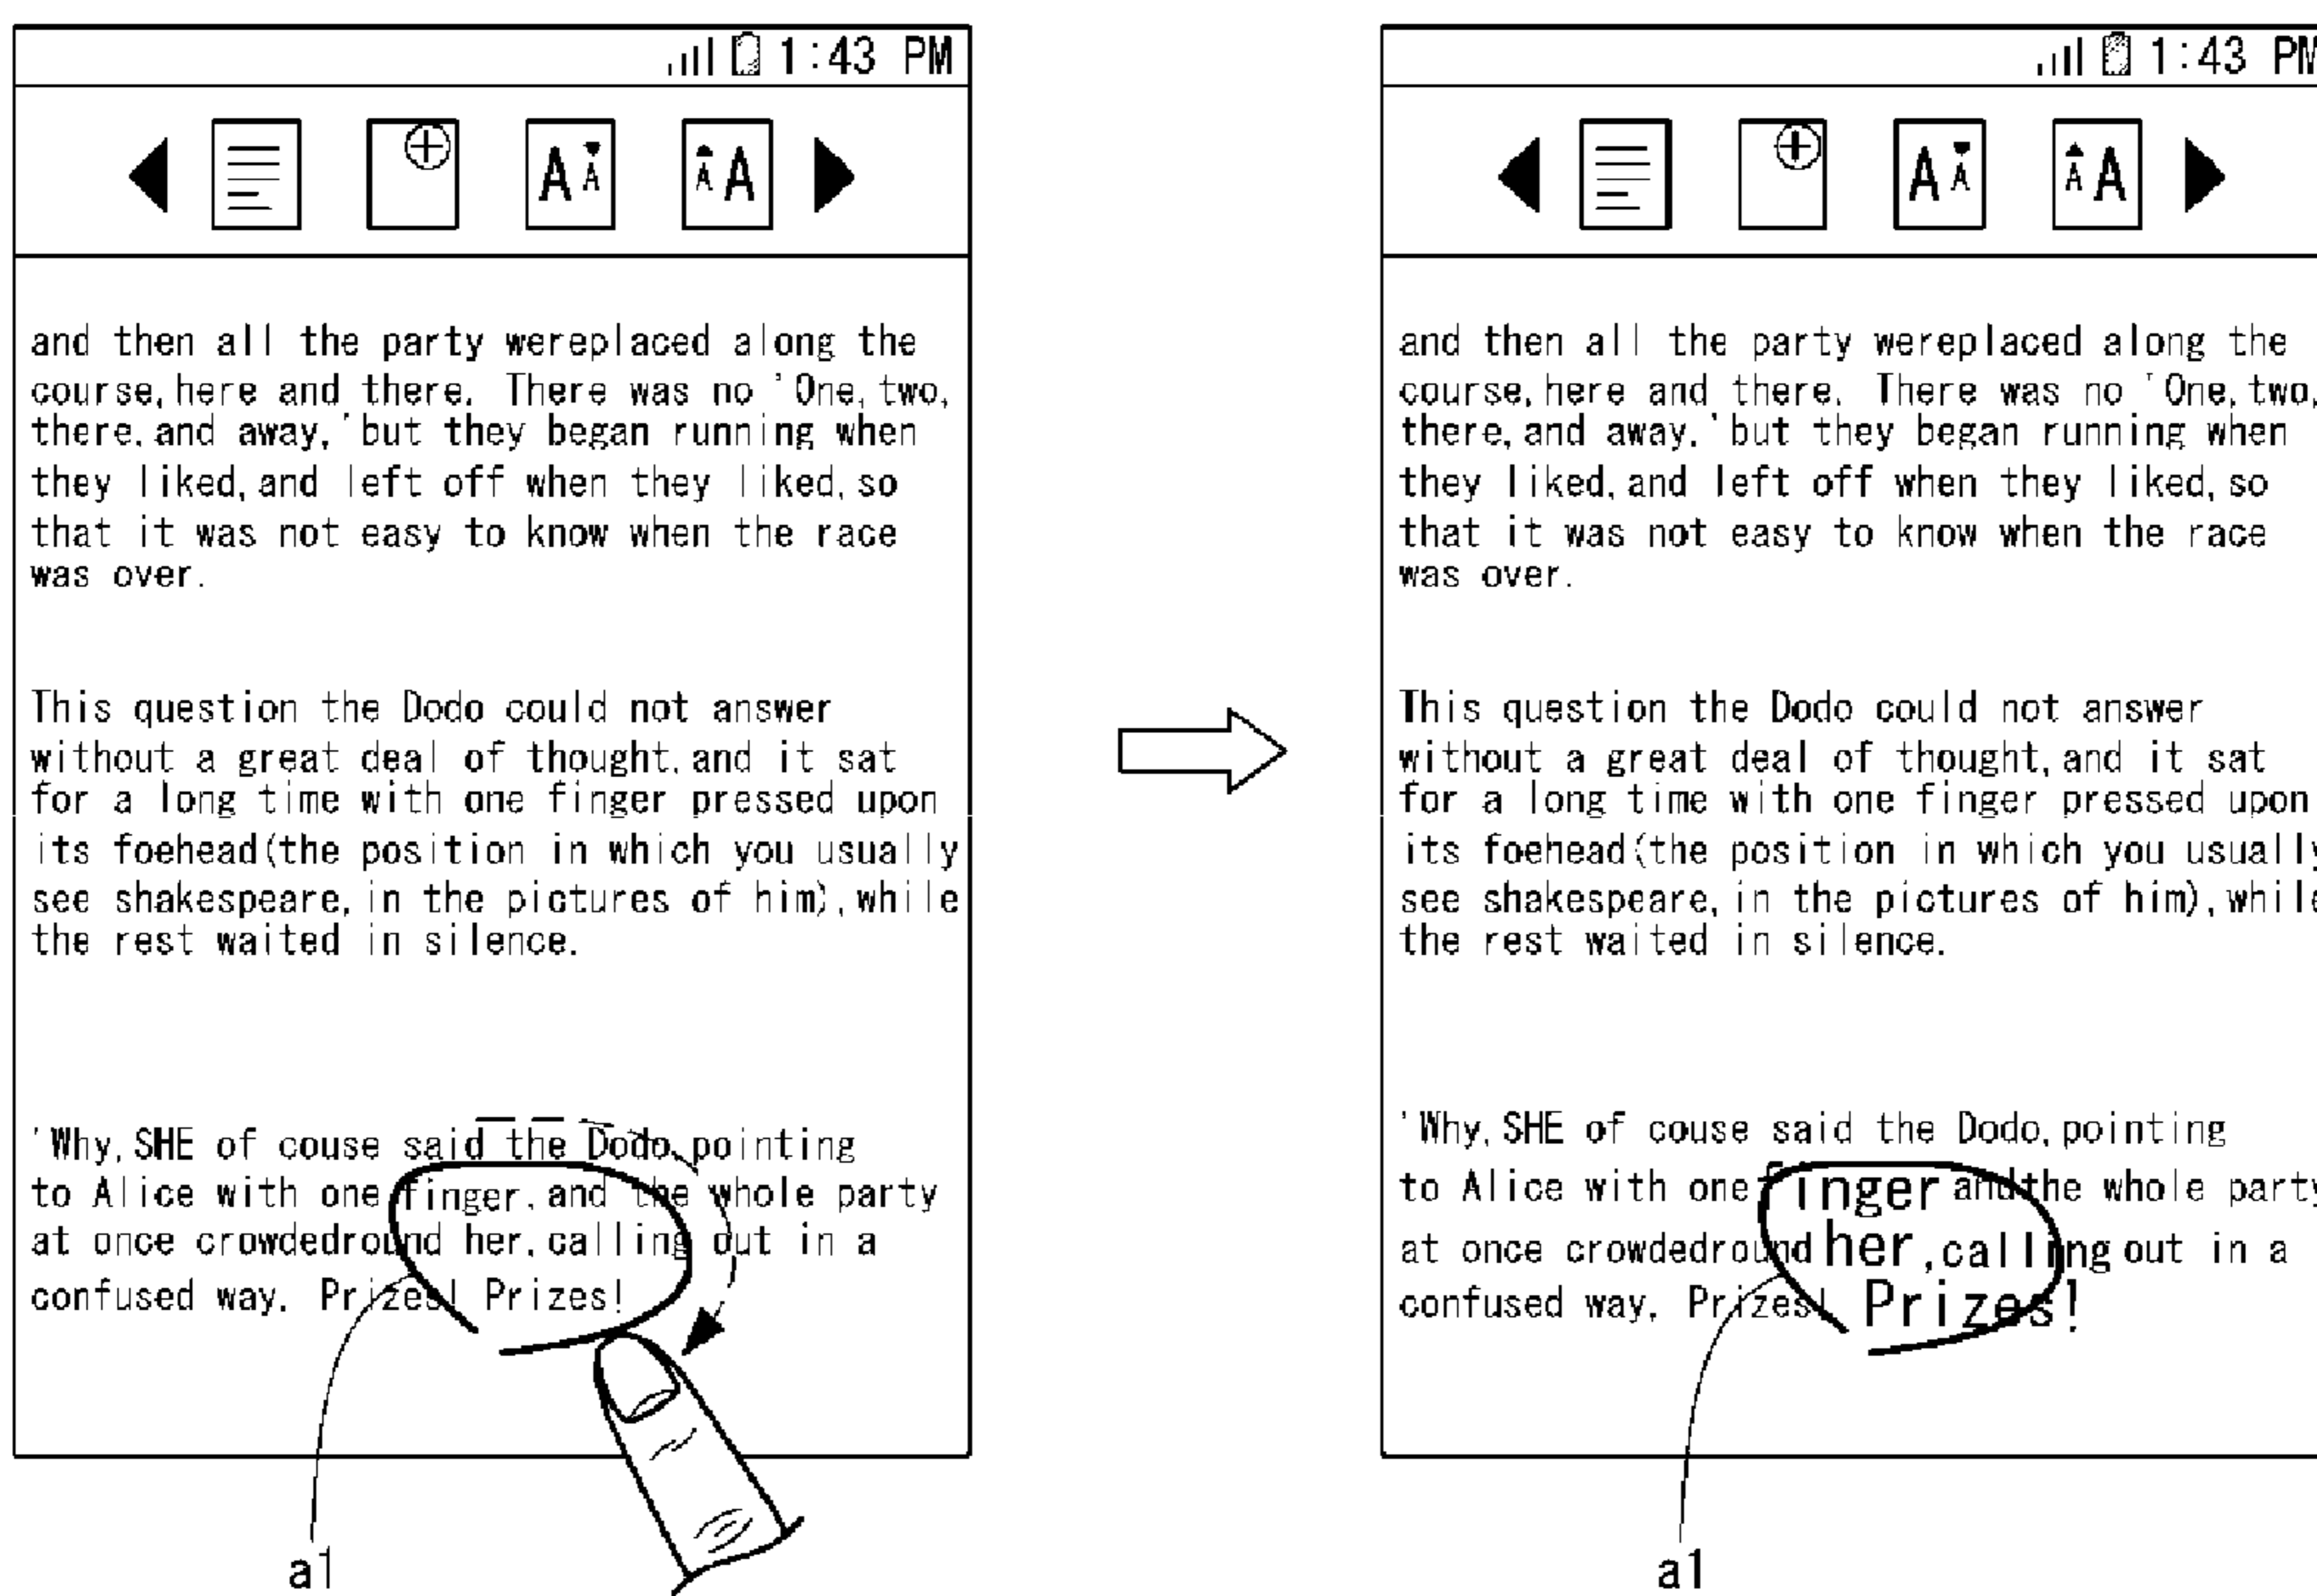 1:43 PM
A A
A A
and then all the party wereplaced along the
course,here and there. There was no 'One,two,
there,and away,'but they began running when
they liked,and left off when they liked,so
that it was not easy to know when the race
was over.
This question the Dodo could not answer
without a great deal of thought,and it sat
for a long time with one finger pressed upon
its foehead(the position in which you usually
see shakespeare,in the pictures of him),while
the rest waited in silence.
'Why,SHE of couse said the Dodo,pointing
to Alice with one finger,and the whole party
at once crowdedround her,calling out in a
confused way. Prizes! Prizes!
a1
1:43 PM
A A
A A
and then all the party wereplaced along the
course,here and there. There was no 'One,two,
there,and away,'but they began running when
they liked,and left off when they liked,so
that it was not easy to know when the race
was over.
This question the Dodo could not answer
without a great deal of thought,and it sat
for a long time with one finger pressed upon
its foehead(the position in which you usually
see shakespeare,in the pictures of him),while
the rest waited in silence.
'Why,SHE of couse said the Dodo,pointing
to Alice with one finger and the whole party
at once crowdedround her,calling out in a
confused way. Prizes! Prizes!
a1